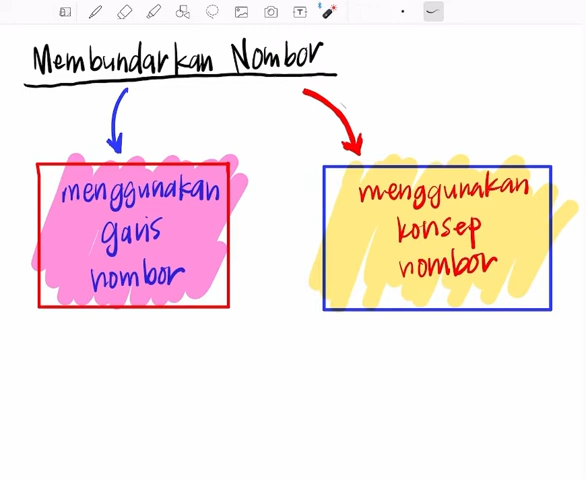 Membundarkan Nombor
menggunakan
garis
nombor
menggunakan
konsep
nombor